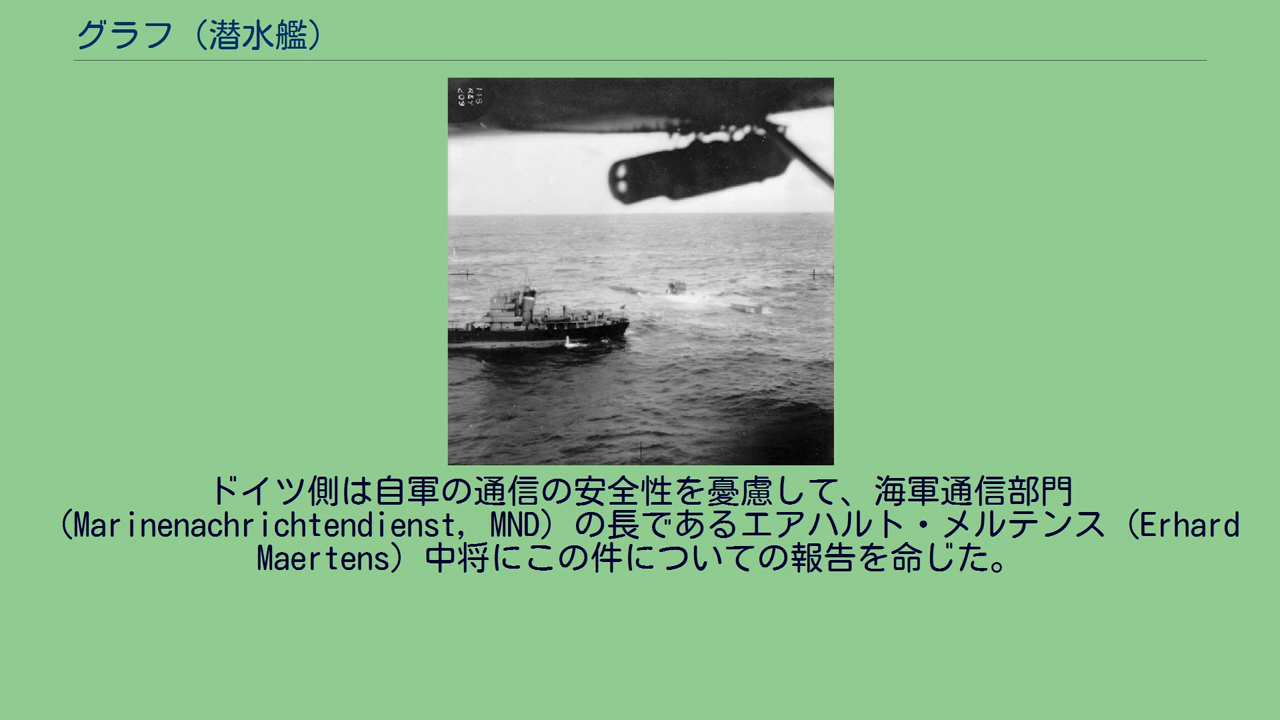 グラフ（潜水艦）
ドイツ側は自軍の通信の安全性を憂慮して、海軍通信部門
（Marinenachrichtendienst, MND）の長であるエアハルト・メルテンス（Erhard
Maertens）中将にこの件についての報告を命じた。